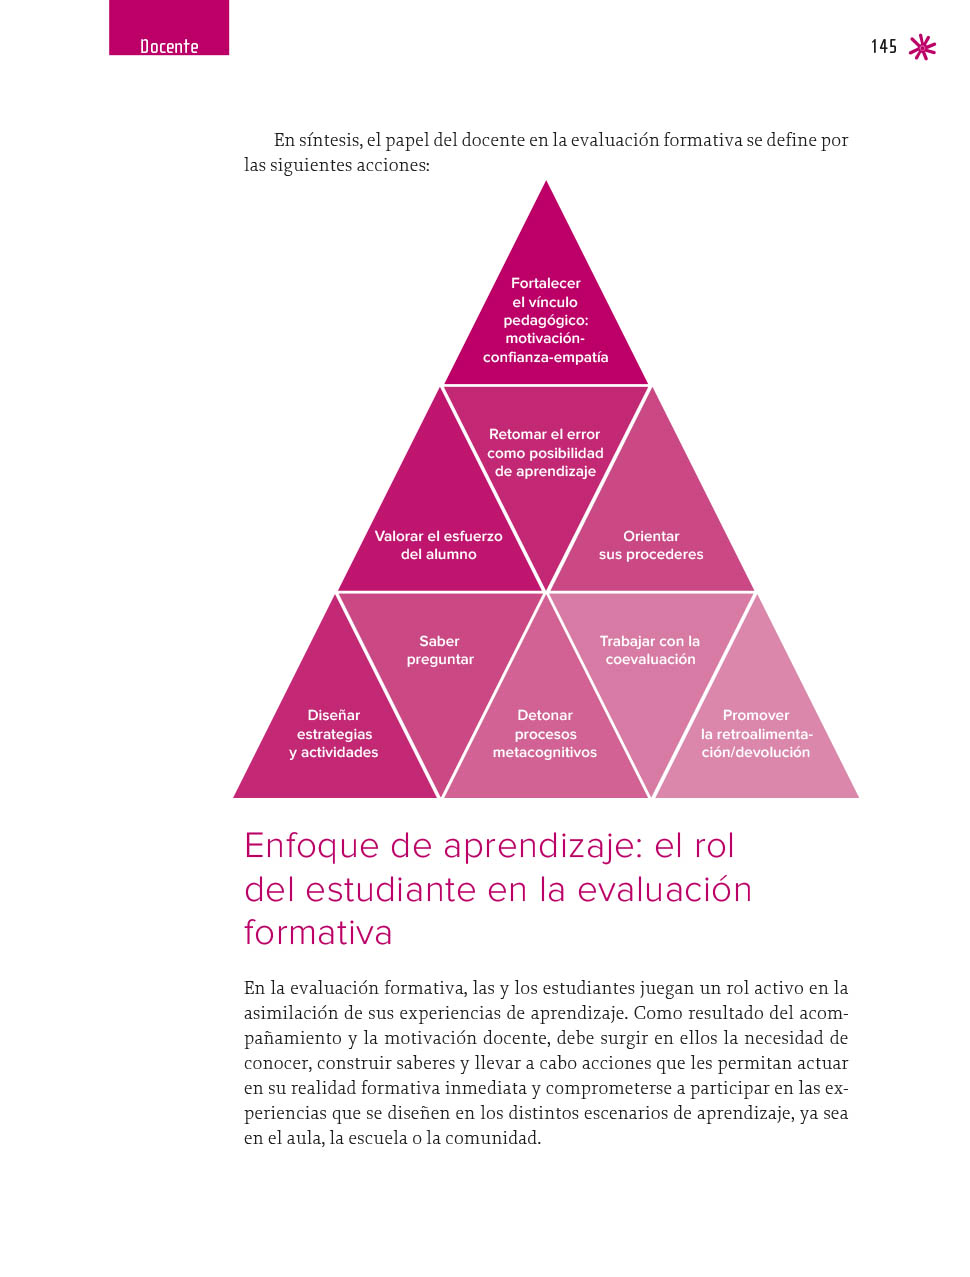 Docente
145
En síntesis, el papel del docente en la evaluación formativa se define por
las siguientes acciones:
Fortalecer
el vínculo
pedagógico:
motivación-
confianza-empatía
Retomar el error
como posibilidad
de aprendizaje
Valorar el esfuerzo
del alumno
Orientar
sus procederes
Saber
preguntar
Trabajar con la
coevaluación
Diseñar
estrategias
y actividades
Detonar
procesos
metacognitivos
Promover
la retroalimenta-
ción/devolución
Enfoque de aprendizaje: el rol
del estudiante en la evaluación
formativa
En la evaluación formativa, las y los estudiantes juegan un rol activo en la
asimilación de sus experiencias de aprendizaje. Como resultado del acom-
pañamiento y la motivación docente, debe surgir en ellos la necesidad de
conocer, construir saberes y llevar a cabo acciones que les permitan actuar
en su realidad formativa inmediata y comprometerse a participar en las ex-
periencias que se diseñen en los distintos escenarios de aprendizaje, ya sea
en el aula, la escuela o la comunidad.